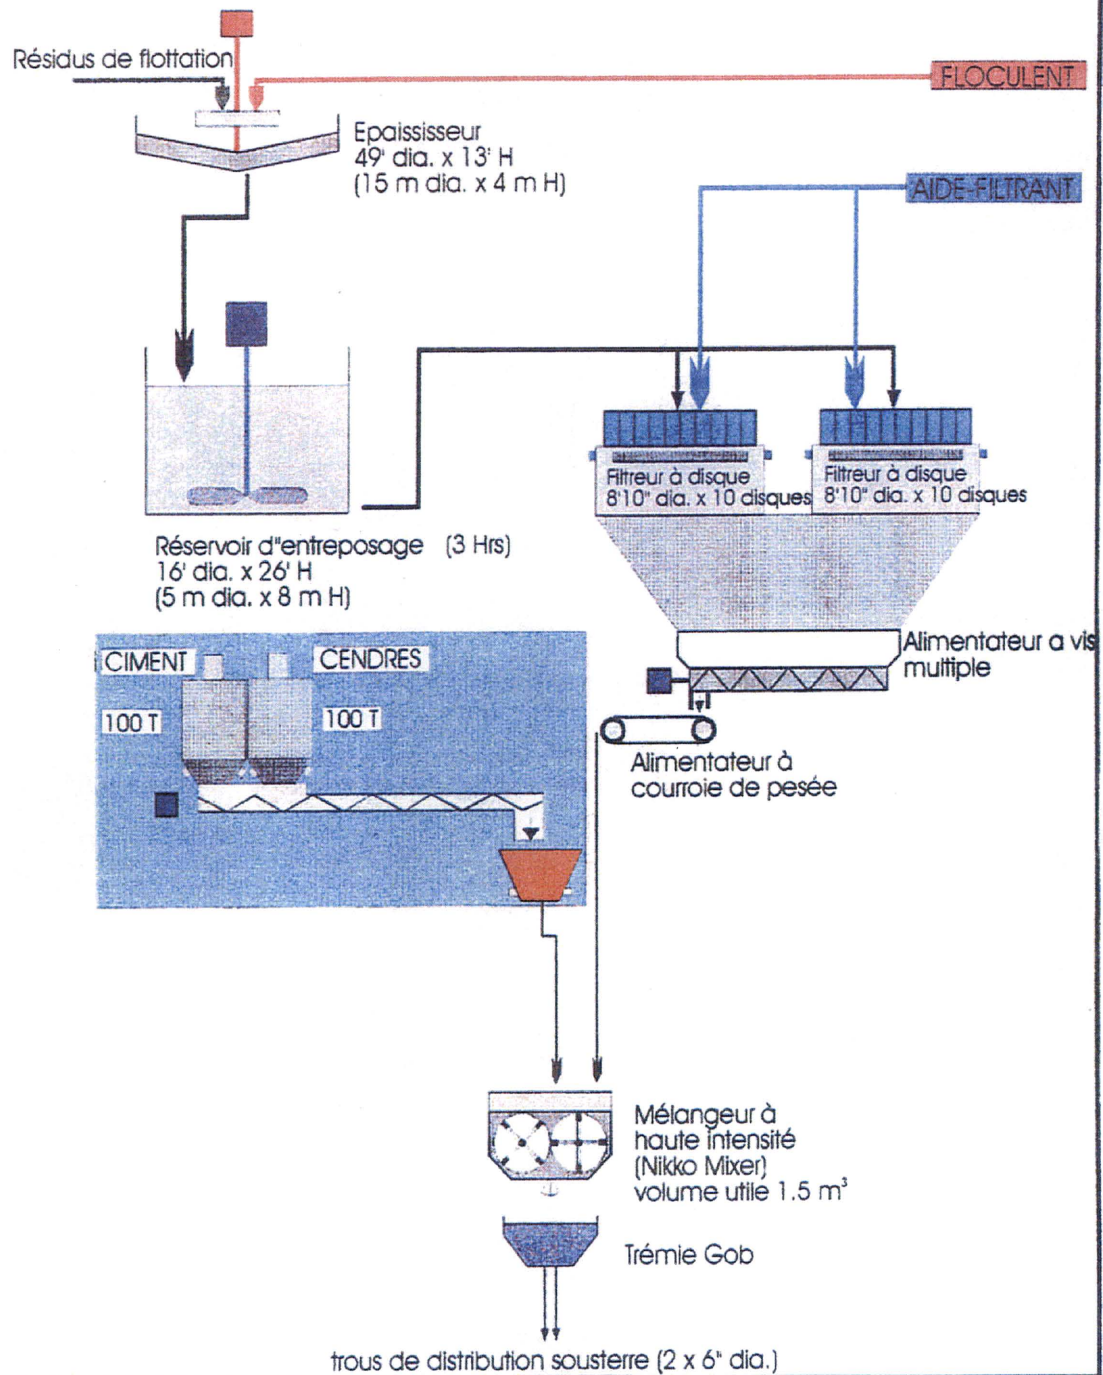 Résidus de flottation
FLOCULENT
Epaississeur
49' dia. x 13' H
(15 m dia. x 4 m H)
AIDE-FILTRANT
Filtreur à disque
8'10" dia. x 10 disques
Filtreur à disque
8'10" dia. x 10 disques
Réservoir d"entreposage (3 Hrs)
16' dia. x 26' H
(5 m dia. x 8 m H)
Alimentateur a vis
multiple
CIMENT
CENDRES
100 T
100 T
Alimentateur à
courroie de pesée
Mélangeur à
haute intensité
(Nikko Mixer)
volume utile 1.5 m³
Trémie Gob
trous de distribution sousterre (2 x 6" dia.)